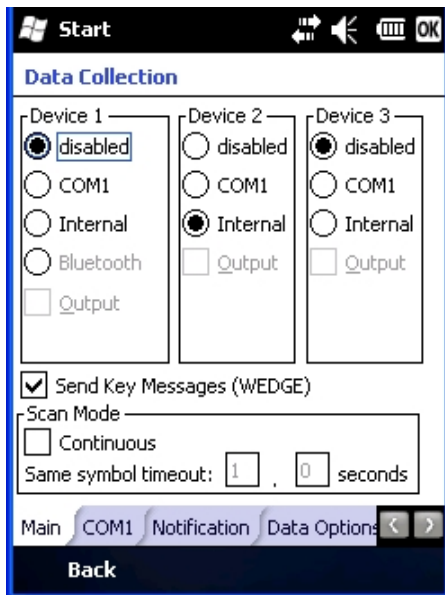 Start OK
Data Collection
Device 1 Device 2 Device 3
disabled disabled disabled
COM1 COM1 COM1
Internal Internal Internal
Bluetooth Output Output
Output
Send Key Messages (WEDGE)
Scan Mode
Continuous
Same symbol timeout: 1 . 0 seconds
Main COM1 Notification Data Options
Back